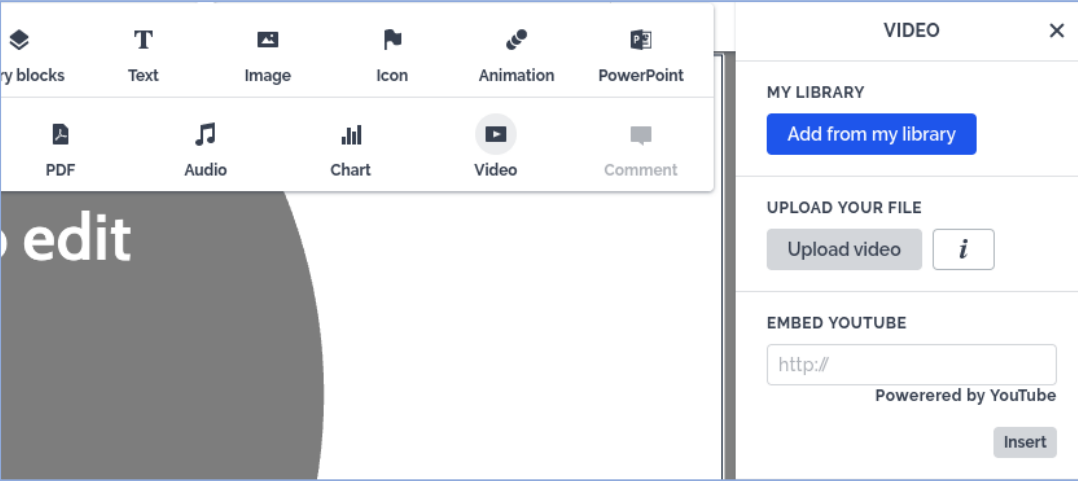 ry blocks
Text
Image
Icon
Animation
PowerPoint
PDF
Audio
Chart
Video
Comment
edit
VIDEO
MY LIBRARY
Add from my library
UPLOAD YOUR FILE
Upload video
i
EMBED YOUTUBE
http://
Powerered by YouTube
Insert